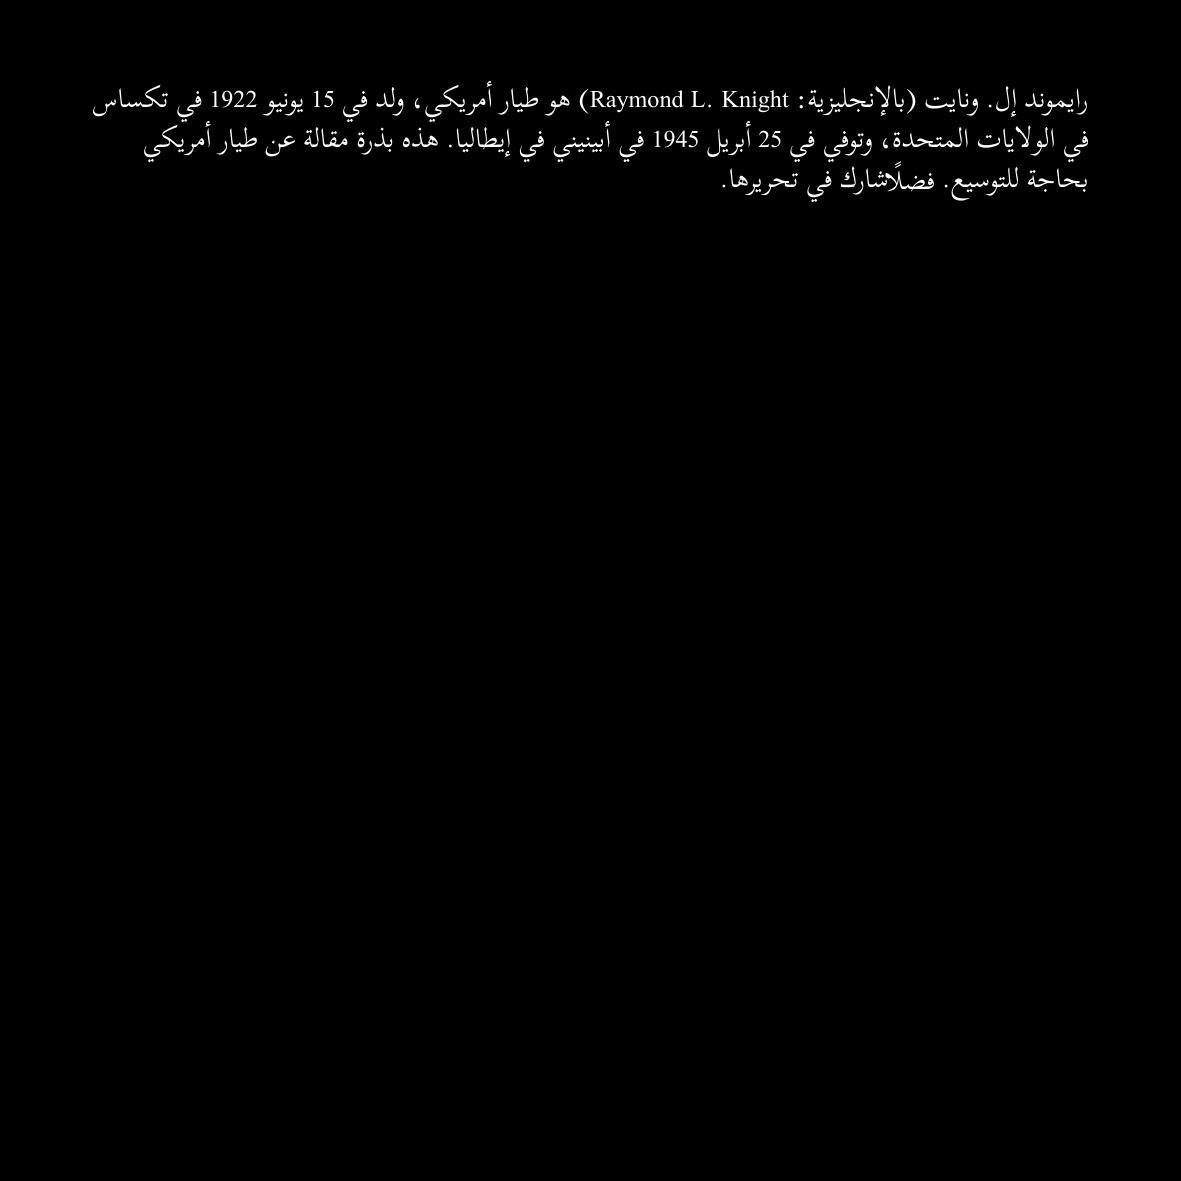 رايموند إل. ونايت (بالإنجليزية: Raymond L. Knight) هو طيار أمريكي، ولد في 15 يونيو 1922 في تكساس
في الولايات المتحدة، وتوفي في 25 أبريل 1945 في أبينيني في إيطاليا. هذه بذرة مقالة عن طيار أمريكي
بحاجة للتوسيع. فضلًاشارك في تحريرها.